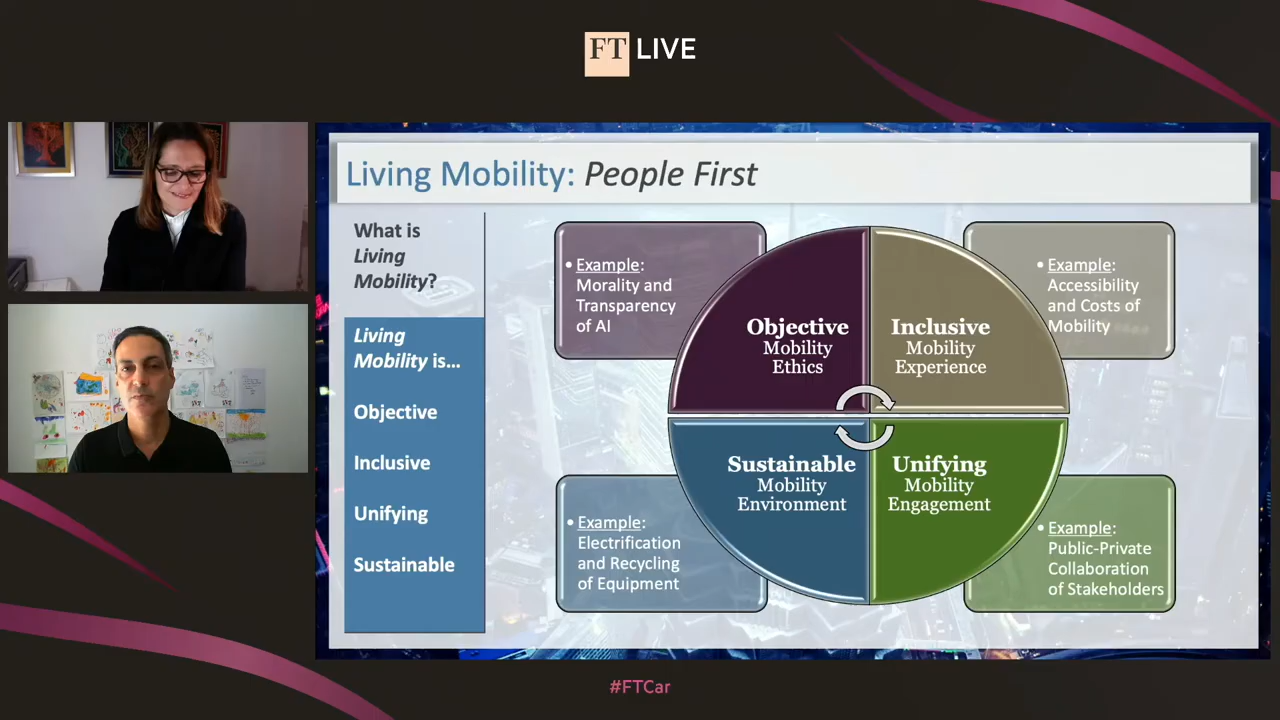 FT LIVE
Living Mobility: People First
What is
Living
Mobility?
Living
Mobility is...
Objective
Inclusive
Unifying
Sustainable
• Example:
Morality and
Transparency
of AI
Objective
Mobility
Ethics
Inclusive
Mobility
Experience
• Example:
Accessibility
and Costs of
Mobility
• Example:
Electrification
and Recycling
of Equipment
Sustainable
Mobility
Environment
Unifying
Mobility
Engagement
• Example:
Public-Private
Collaboration
of Stakeholders
#FTCar